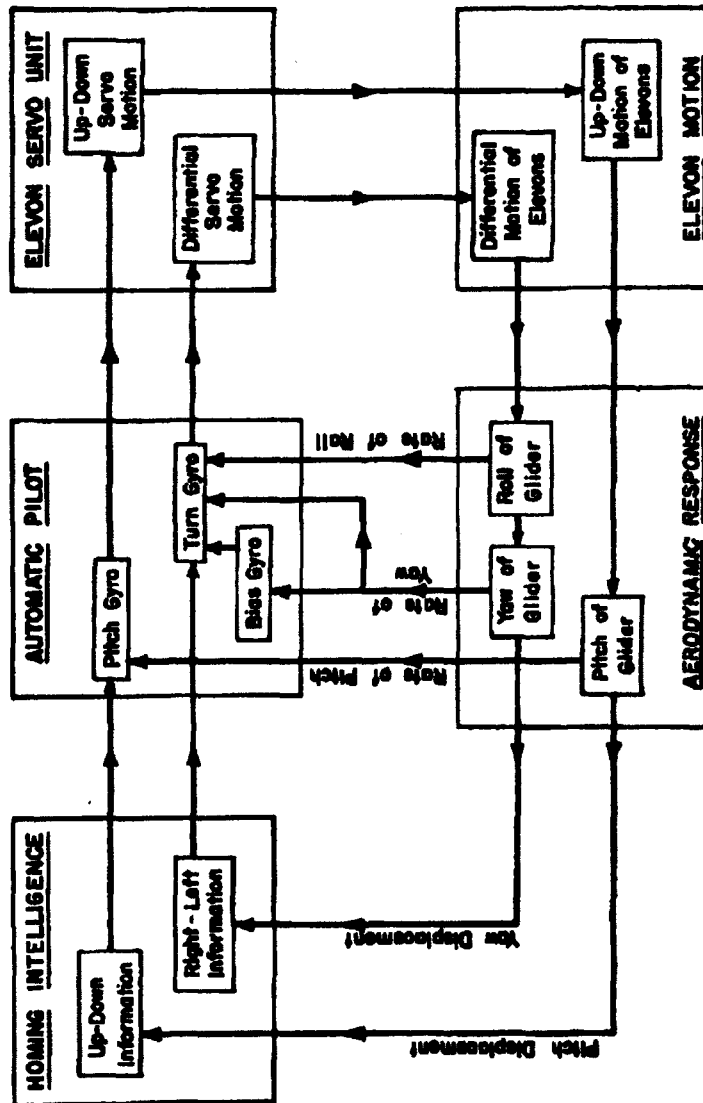 HOMING INTELLIGENCE
Up-Down
Information
Right-Left
Information
AUTOMATIC PILOT
Pitch Gyro
Turn Gyro
Bias Gyro
ELEVON SERVO UNIT
Up-Down
Servo
Motion
Differential
Servo
Motion
Pitch Displacement
Yaw Displacement
Rate of Pitch
Rate of
Yaw
Rate of Roll
Pitch of
Glider
Yaw of
Glider
Roll of
Glider
AERODYNAMIC RESPONSE
Differential
Motion of
Elevons
Up-Down
Motion of
Elevons
ELEVON MOTION